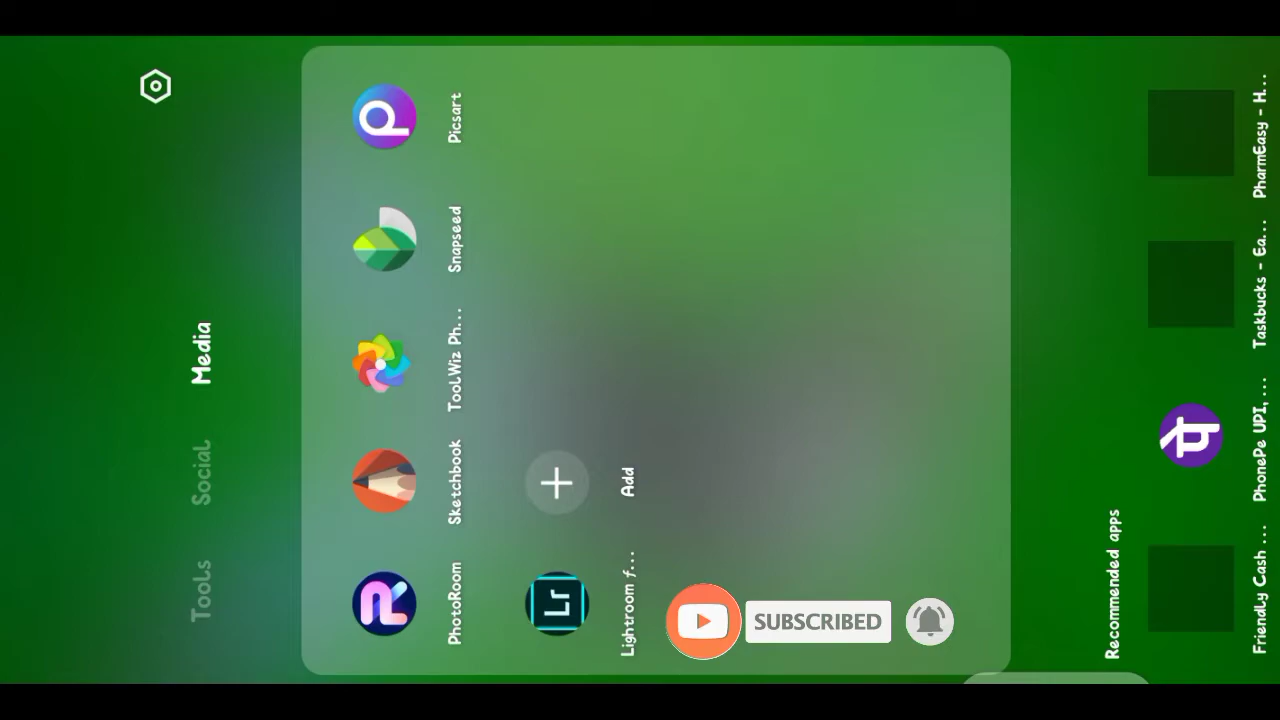 Tools Social Media
PhotoRoom Sketchbook ToolWiz Ph... Snapseed Picsart
Lr
Lightroom f... Add
SUBSCRIBED
Recommended apps
Friendly Cash ... PhonePe UPI, ... Taskbucks - Ea... PharmEasy - H...